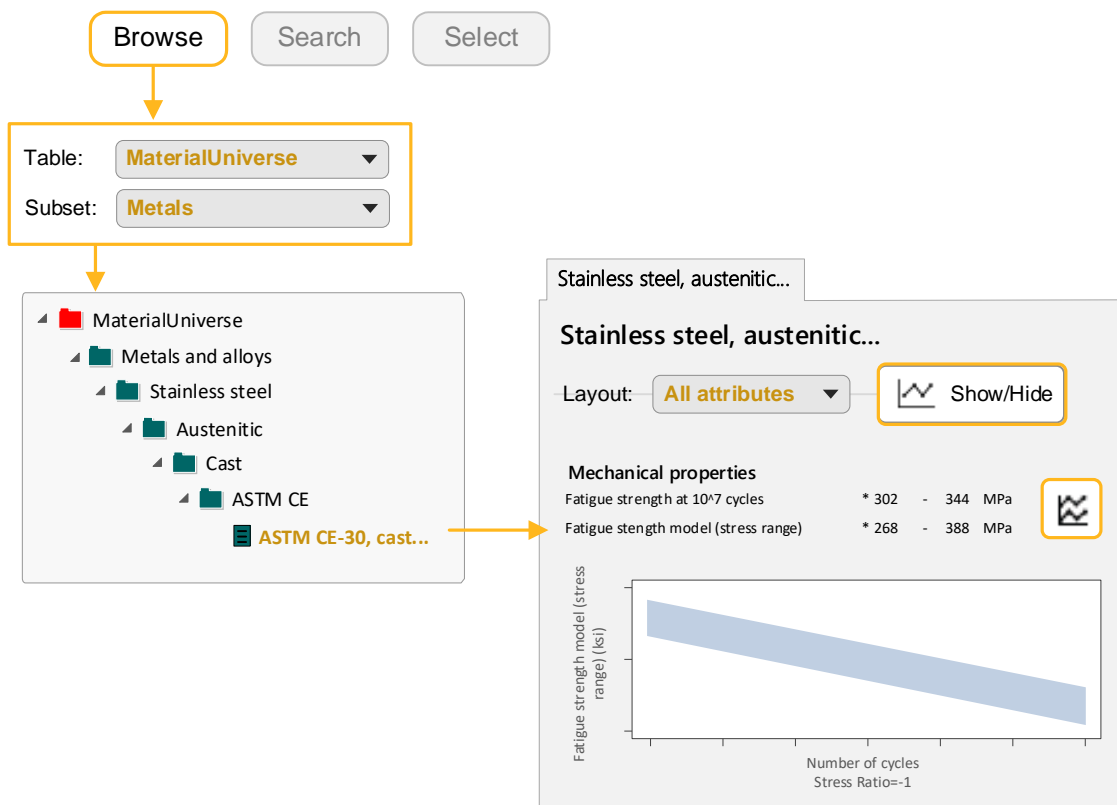 Browse
Search
Select
Table:
MaterialUniverse
Subset:
Metals
MaterialUniverse
Metals and alloys
Stainless steel
Austenitic
Cast
ASTM CE
ASTM CE-30, cast...
Stainless steel, austenitic...
Stainless steel, austenitic...
Layout:
All attributes
Show/Hide
Mechanical properties
Fatigue strength at 10^7 cycles * 302 - 344 MPa
Fatigue stength model (stress range) * 268 - 388 MPa
Fatigue strength model (stress
range) (ksi)
Number of cycles
Stress Ratio=-1